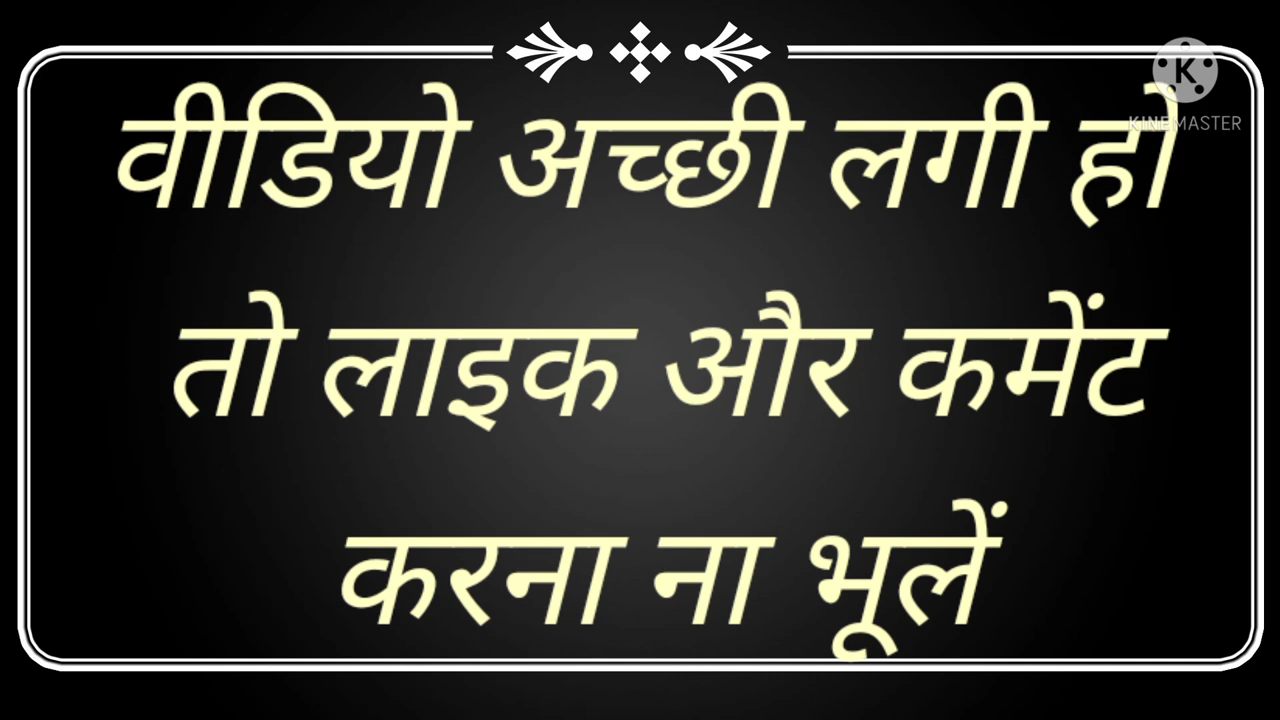 KINEMASTER
वीडियो अच्छी लगी हो
तो लाइक और कमेंट
करना ना भूलें